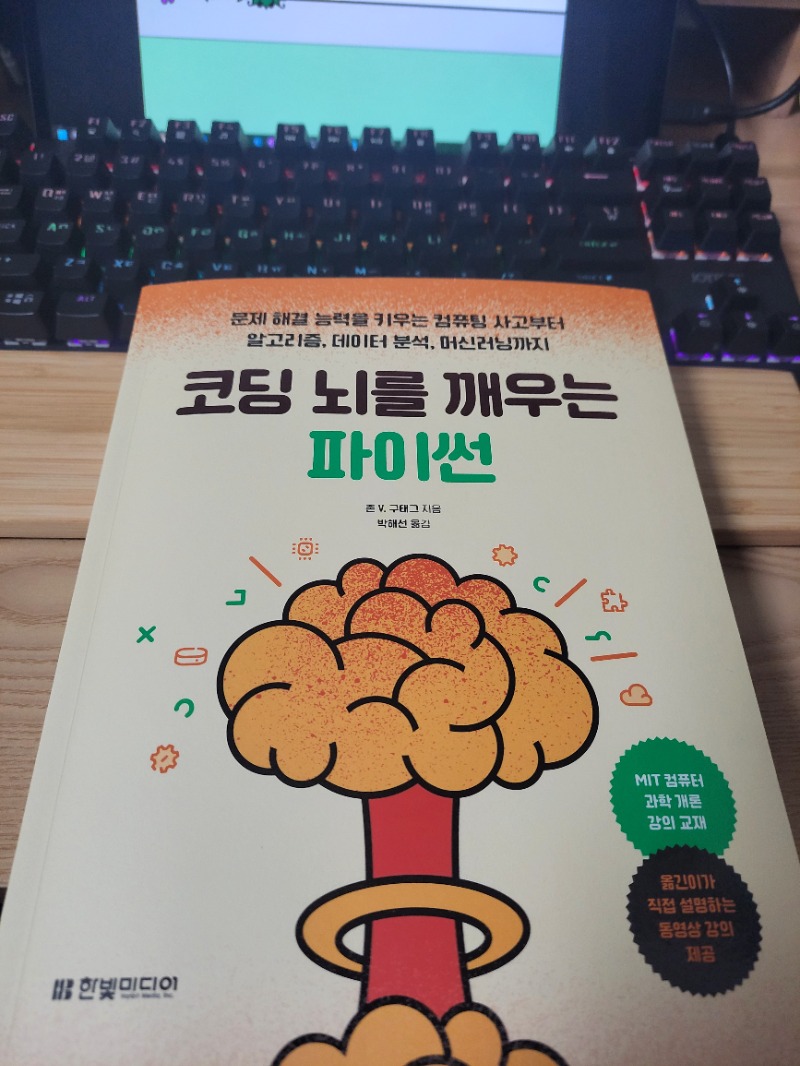 문제 해결 능력을 키우는 컴퓨팅 사고부터
알고리즘, 데이터 분석, 머신러닝까지
코딩 뇌를 깨우는
파이썬
존 V. 구태그 지음
박해선 옮김
MIT 컴퓨터
과학 개론
강의 교재
옮긴이가
직접 설명하는
동영상 강의
제공
한빛미디어
Hanbit Media, Inc.